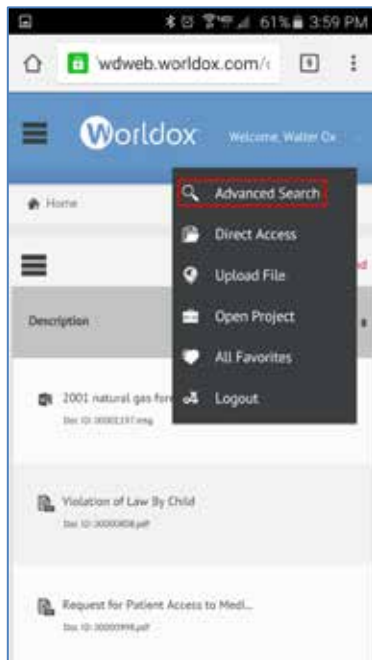 61% 3:59 PM
wdweb.worldox.com/
Worldox Welcome, Walter Ox
Home
Advanced Search
Direct Access
Upload File
Open Project
All Favorites
Logout
Description
2001 natural gas
Violation of Law By Child
Request for Patient Access to Medi...